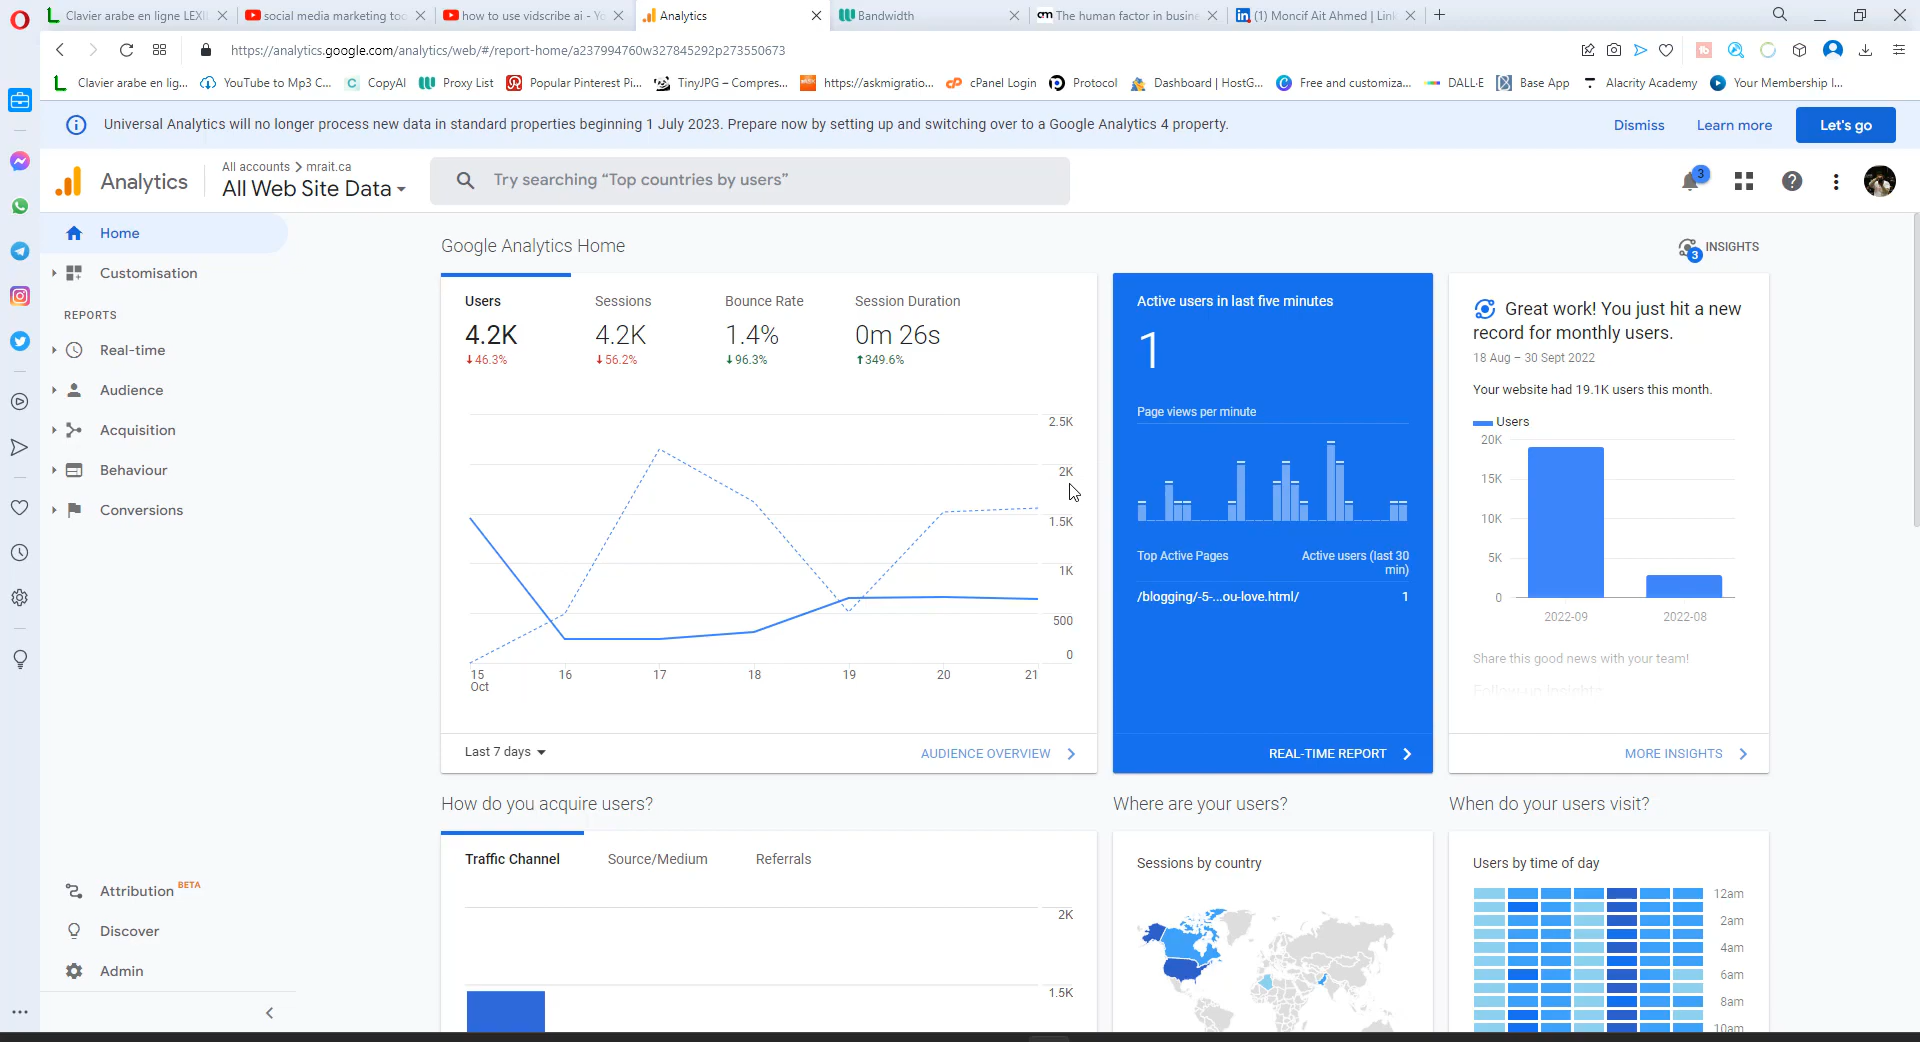 Clavier arabe en ligne LEXI
social media marketing too
how to use vidscribe ai - Yo
Analytics
Bandwidth
The human factor in busine
(1) Moncif Ait Ahmed | Link
https://analytics.google.com/analytics/web/#/report-home/a237994760w327845292p273550673
Clavier arabe en lig...
YouTube to Mp3 C...
CopyAI
Proxy List
Popular Pinterest Pi...
TinyJPG – Compres...
https://askmigratio...
cPanel Login
Protocol
Dashboard | HostG...
Free and customiza...
DALL·E
Base App
Alacrity Academy
Your Membership I...
Universal Analytics will no longer process new data in standard properties beginning 1 July 2023. Prepare now by setting up and switching over to a Google Analytics 4 property.
Dismiss
Learn more
Let's go
Analytics
All accounts > mrait.ca
All Web Site Data
Try searching “Top countries by users”
3
Home
Customisation
REPORTS
Real-time
Audience
Acquisition
Behaviour
Conversions
Attribution BETA
Discover
Admin
Google Analytics Home
3
INSIGHTS
Users
4.2K
46.3%
Sessions
4.2K
56.2%
Bounce Rate
1.4%
96.3%
Session Duration
0m 26s
349.6%
2.5K
2K
1.5K
1K
500
0
15
Oct
16
17
18
19
20
21
Last 7 days
AUDIENCE OVERVIEW
Active users in last five minutes
1
Page views per minute
Top Active Pages
Active users (last 30
min)
/blogging/-5-...ou-love.html/
1
REAL-TIME REPORT
Great work! You just hit a new
record for monthly users.
18 Aug – 30 Sept 2022
Your website had 19.1K users this month.
Users
20K
15K
10K
5K
0
2022-09
2022-08
Share this good news with your team!
Follow-up Insights
MORE INSIGHTS
How do you acquire users?
Traffic Channel
Source/Medium
Referrals
2K
1.5K
Where are your users?
Sessions by country
When do your users visit?
Users by time of day
12am
2am
4am
6am
8am
10am